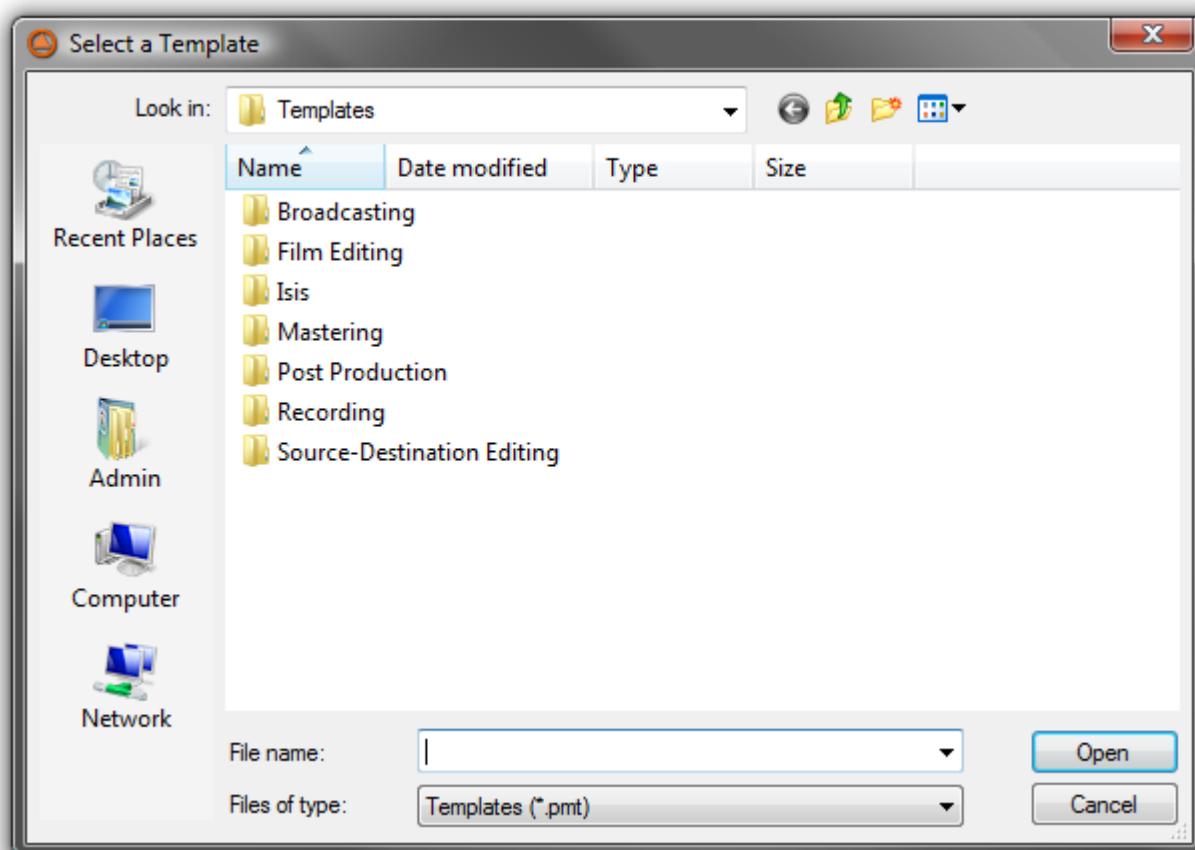 Select a Template
Look in: Templates
Name Date modified Type Size
Recent Places
Desktop
Admin
Computer
Network
Broadcasting
Film Editing
Isis
Mastering
Post Production
Recording
Source-Destination Editing
File name:
Open
Files of type: Templates (*.pmt)
Cancel